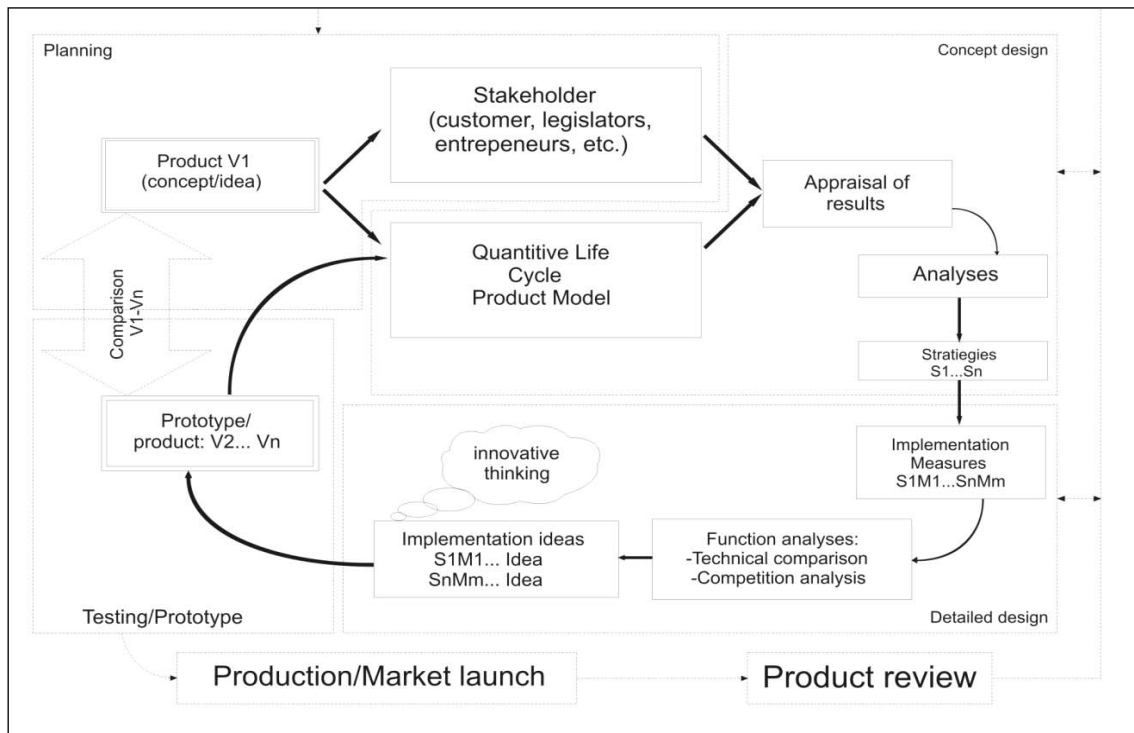 Planning
Concept design
Stakeholder
(customer, legislators,
entrepeneurs, etc.)
Product V1
(concept/idea)
Appraisal of
results
Quantitive Life
Cycle
Product Model
Analyses
Comparison
V1-Vn
Stratiegies
S1...Sn
Prototype/
product: V2... Vn
Implementation
Measures
S1M1...SnMm
innovative
thinking
Implementation ideas
S1M1... Idea
SnMm... Idea
Function analyses:
-Technical comparison
-Competition analysis
Testing/Prototype
Detailed design
Production/Market launch
Product review